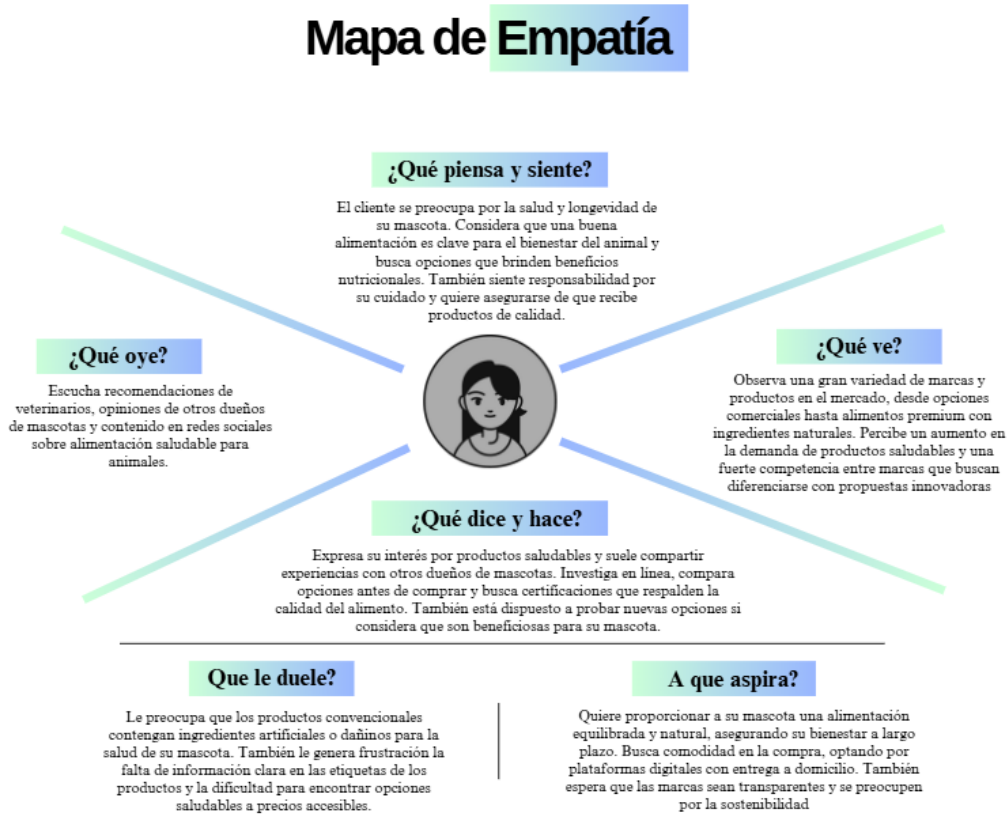 Mapa de Empatía
¿Qué piensa y siente?
El cliente se preocupa por la salud y longevidad de
su mascota. Considera que una buena
alimentación es clave para el bienestar del animal y
busca opciones que brinden beneficios
nutricionales. También siente responsabilidad por
su cuidado y quiere asegurarse de que recibe
productos de calidad.
¿Qué oye?
Escucha recomendaciones de
veterinarios, opiniones de otros dueños
de mascotas y contenido en redes sociales
sobre alimentación saludable para
animales.
¿Qué ve?
Observa una gran variedad de marcas y
productos en el mercado, desde opciones
comerciales hasta alimentos premium con
ingredientes naturales. Percibe un aumento en
la demanda de productos saludables y una
fuerte competencia entre marcas que buscan
diferenciarse con propuestas innovadoras
¿Qué dice y hace?
Expresa su interés por productos saludables y suele compartir
experiencias con otros dueños de mascotas. Investiga en línea, compara
opciones antes de comprar y busca certificaciones que respalden la
calidad del alimento. También está dispuesto a probar nuevas opciones si
considera que son beneficiosas para su mascota.
Que le duele?
Le preocupa que los productos convencionales
contengan ingredientes artificiales o dañinos para la
salud de su mascota. También le genera frustración la
falta de información clara en las etiquetas de los
productos y la dificultad para encontrar opciones
saludables a precios accesibles.
A que aspira?
Quiere proporcionar a su mascota una alimentación
equilibrada y natural, asegurando su bienestar a largo
plazo. Busca comodidad en la compra, optando por
plataformas digitales con entrega a domicilio. También
espera que las marcas sean transparentes y se preocupen
por la sostenibilidad